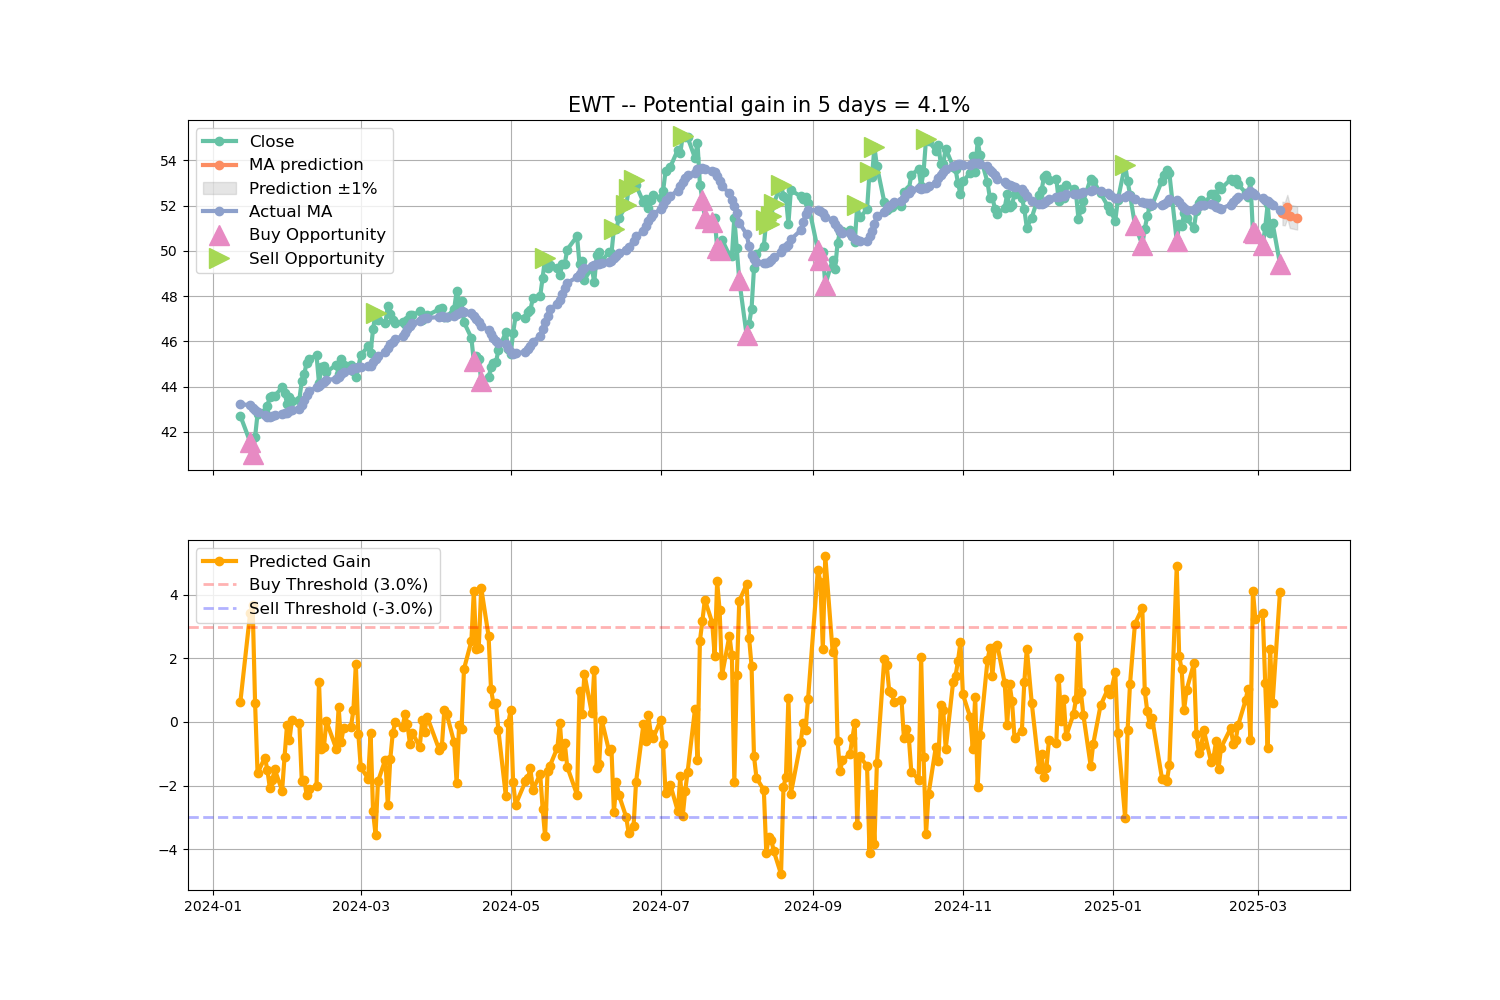 EWT -- Potential gain in 5 days = 4.1%
Close
MA prediction
Prediction ±1%
Actual MA
Buy Opportunity
Sell Opportunity
54
52
50
48
46
44
42
Predicted Gain
Buy Threshold (3.0%)
Sell Threshold (-3.0%)
4
2
0
−2
−4
2024-01 2024-03 2024-05 2024-07 2024-09 2024-11 2025-01 2025-03